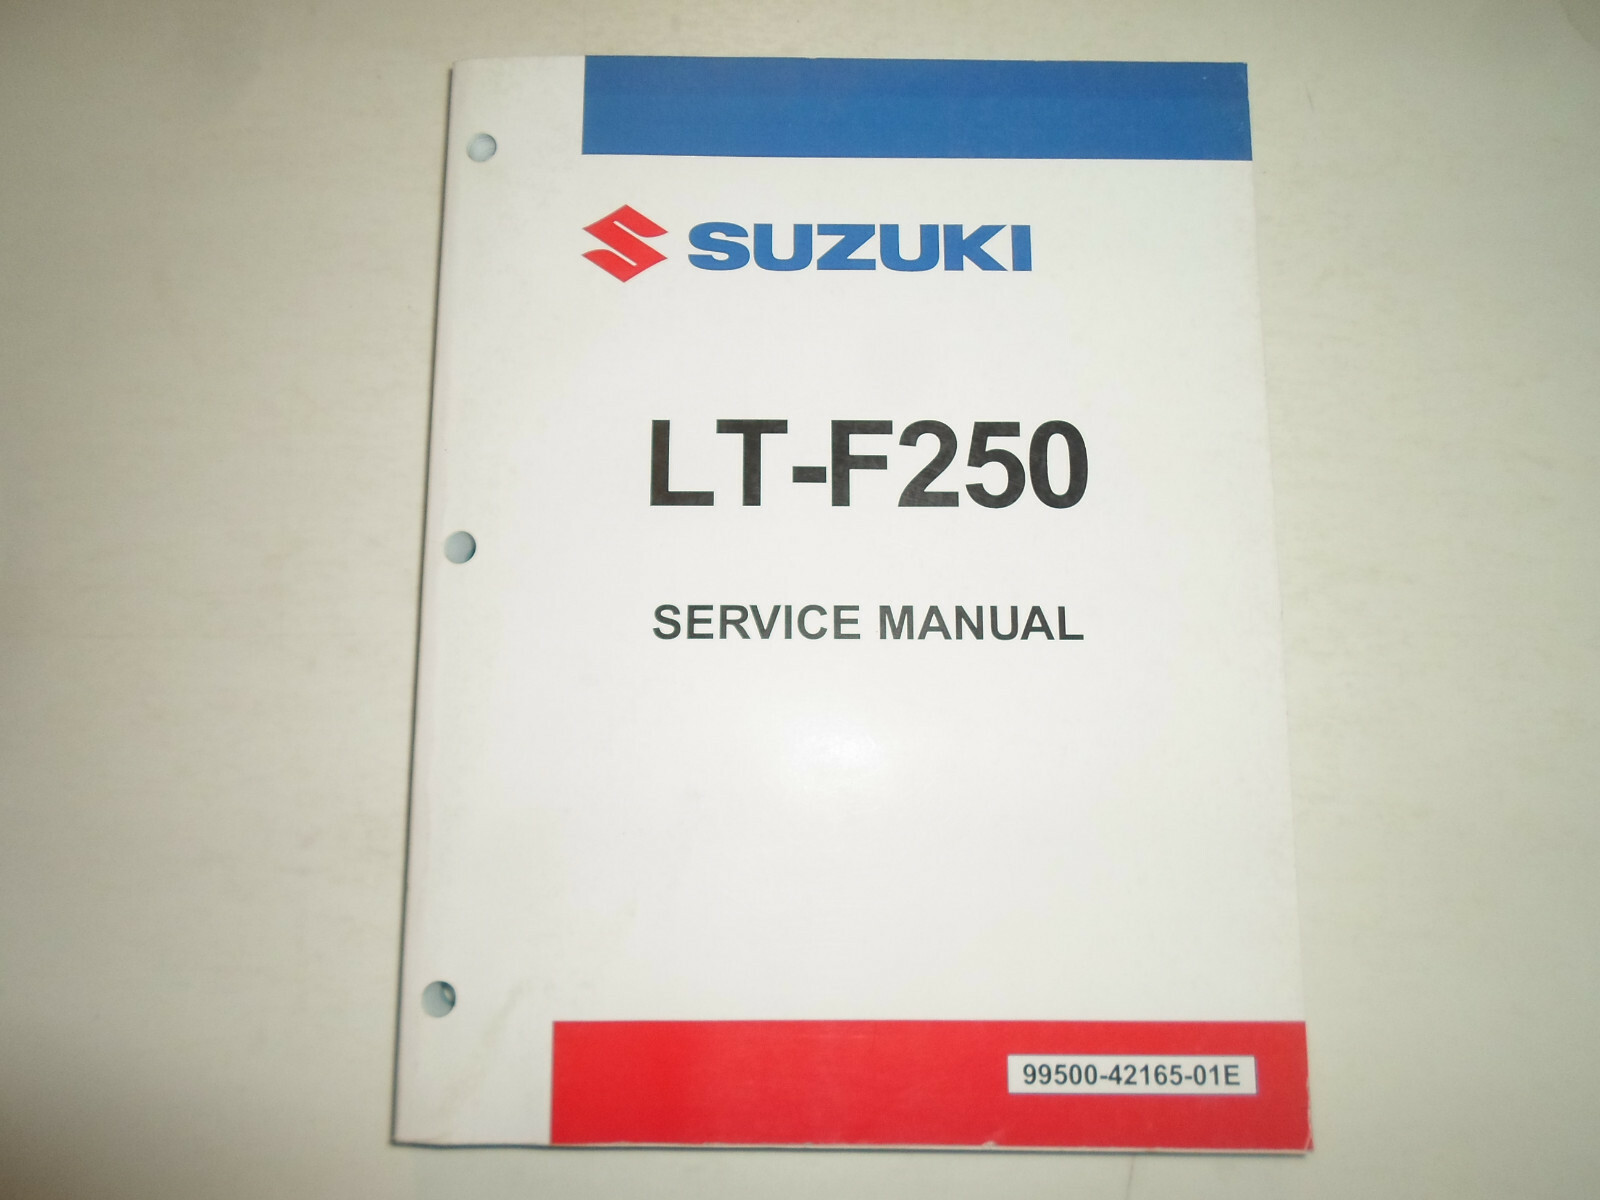 SUZUKI
LT-F250
SERVICE MANUAL
99500-42165-01E